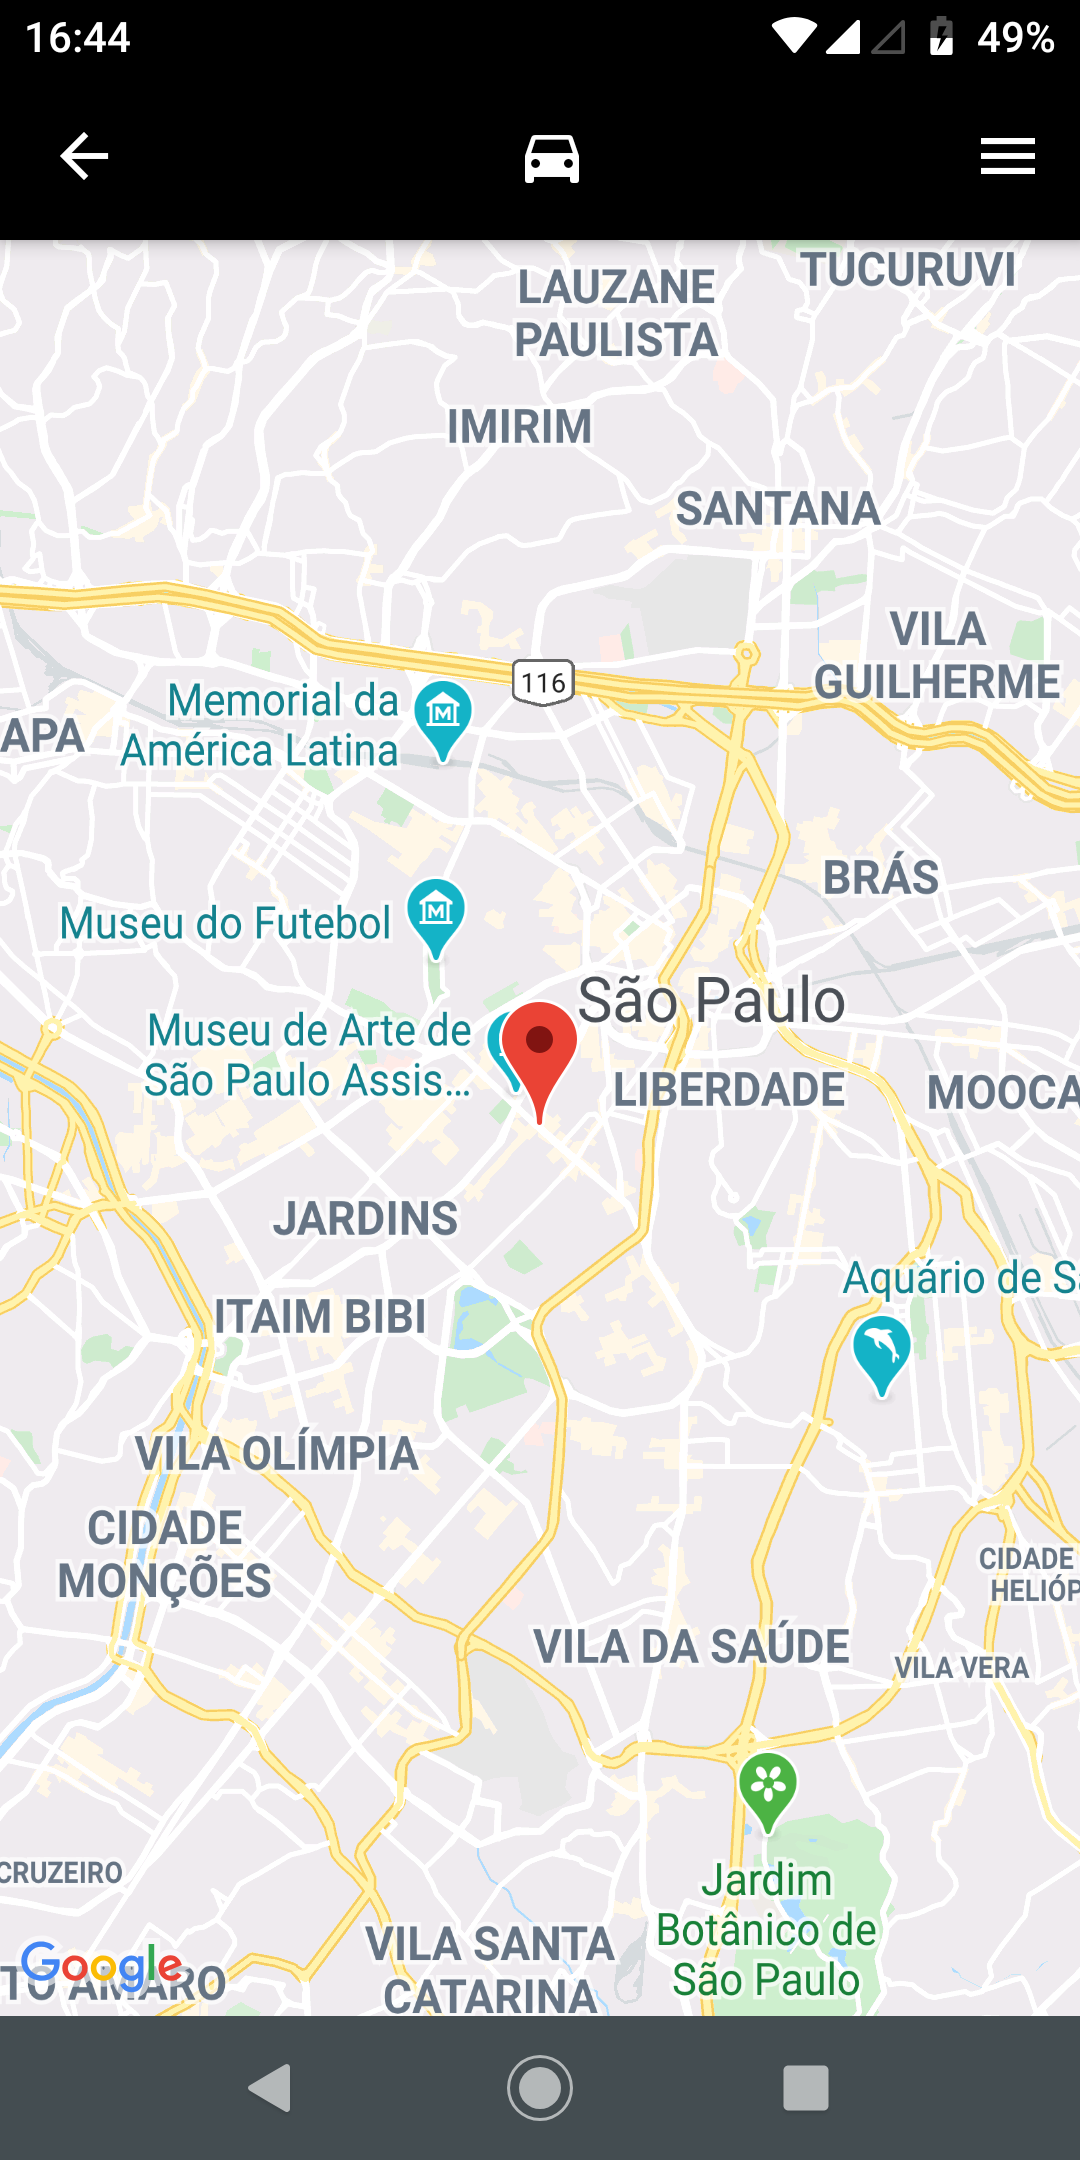 16:44
49%
TUCURUVI
LAUZANE
PAULISTA
IMIRIM
SANTANA
VILA
GUILHERME
116
Memorial da
América Latina
APA
BRÁS
Museu do Futebol
São Paulo
Museu de Arte de
São Paulo Assis...
LIBERDADE
MOOCA
JARDINS
Aquário de Sa
ITAIM BIBI
VILA OLÍMPIA
CIDADE
MONÇÕES
CIDADE
HELIÓP
VILA DA SAÚDE
VILA VERA
CRUZEIRO
Jardim
Botânico de
São Paulo
VILA SANTA
CATARINA
Google
TO AMARO